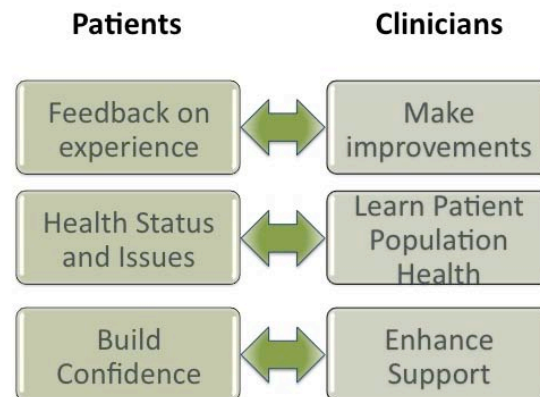 Patients
Clinicians
Feedback on
experience
Make
improvements
Health Status
and Issues
Learn Patient
Population
Health
Build
Confidence
Enhance
Support